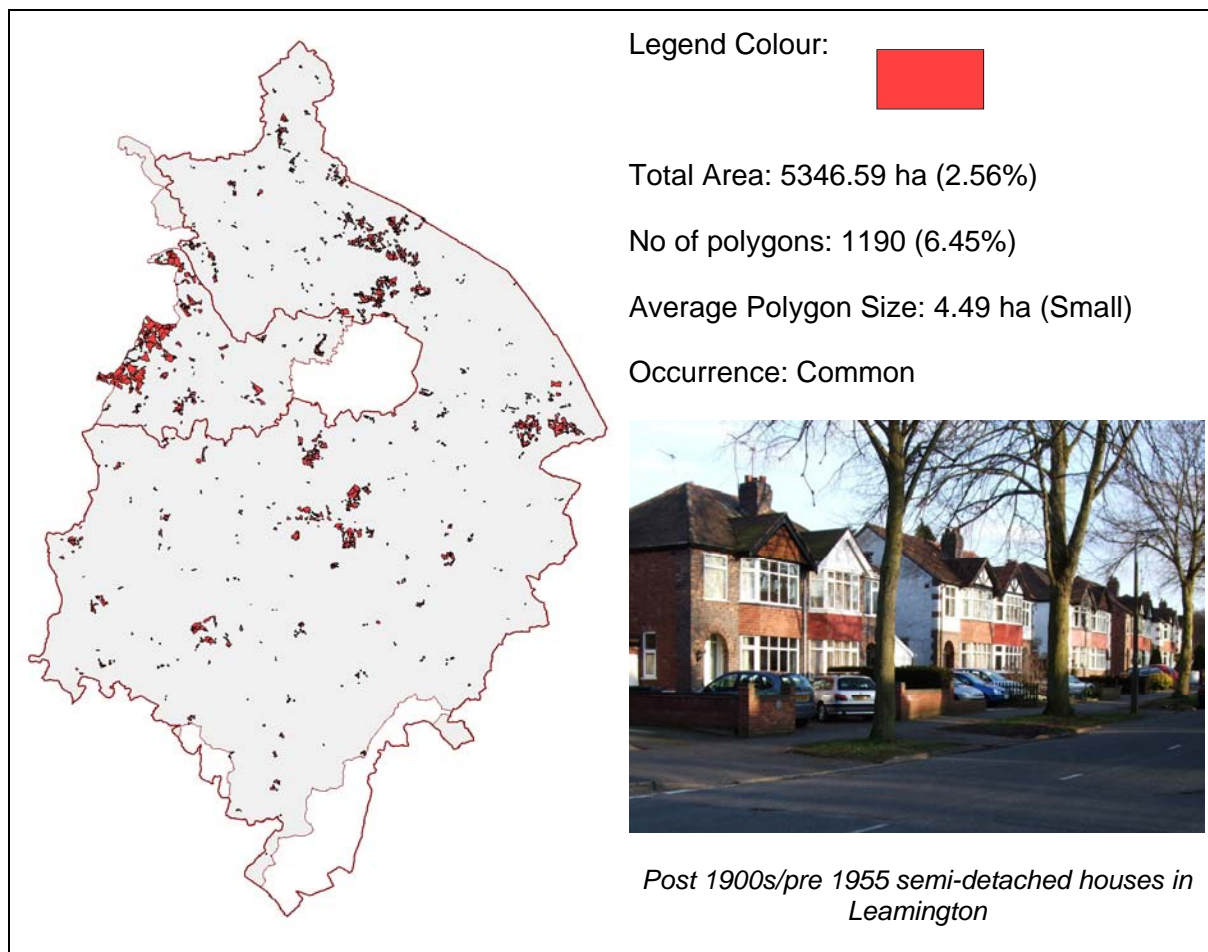 Legend Colour:
Total Area: 5346.59 ha (2.56%)
No of polygons: 1190 (6.45%)
Average Polygon Size: 4.49 ha (Small)
Occurrence: Common
Post 1900s/pre 1955 semi-detached houses in
Leamington